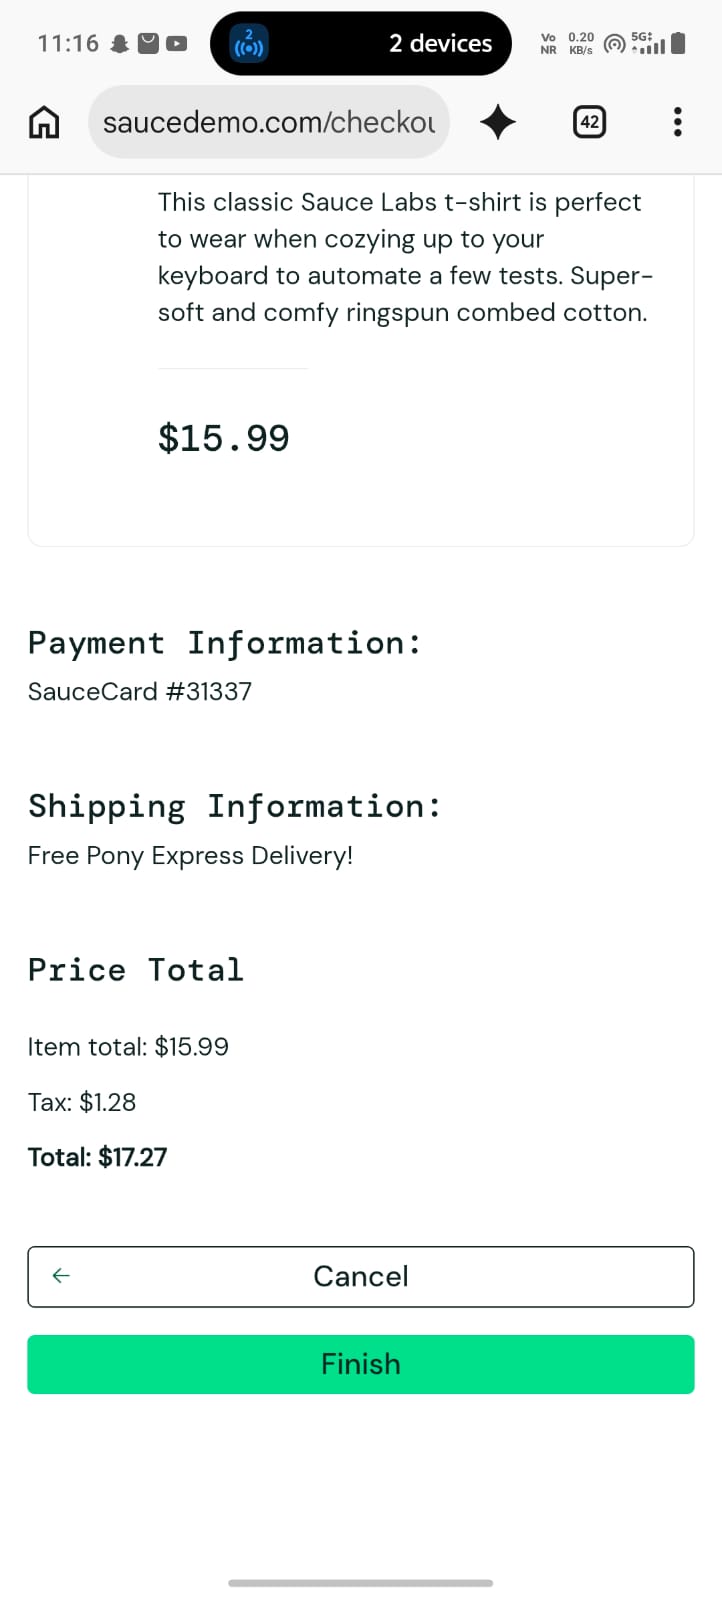 11:16
2
2 devices
Vo NR
0.20 KB/s
5G
saucedemo.com/checkou
42
This classic Sauce Labs t-shirt is perfect
to wear when cozying up to your
keyboard to automate a few tests. Super-
soft and comfy ringspun combed cotton.
$15.99
Payment Information:
SauceCard #31337
Shipping Information:
Free Pony Express Delivery!
Price Total
Item total: $15.99
Tax: $1.28
Total: $17.27
Cancel
Finish